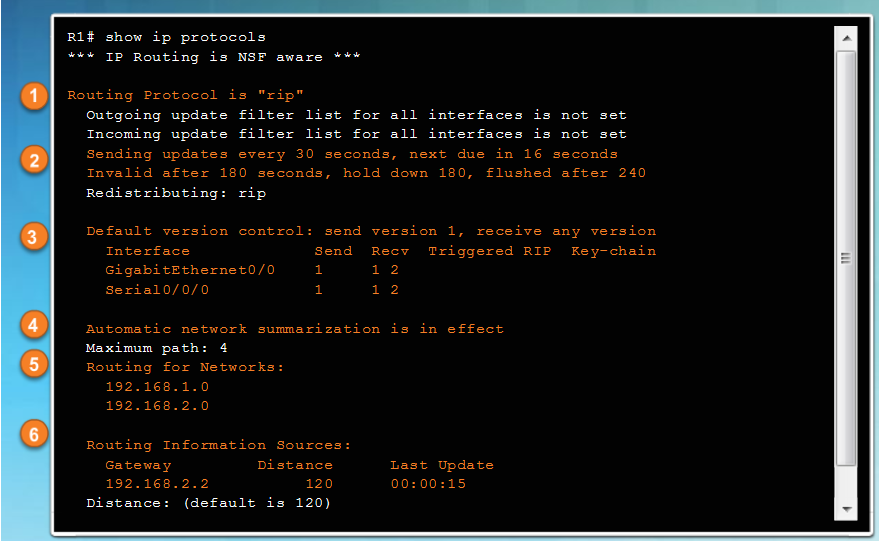 R1# show ip protocols
*** IP Routing is NSF aware ***
1 Routing Protocol is "rip"
Outgoing update filter list for all interfaces is not set
Incoming update filter list for all interfaces is not set
2 Sending updates every 30 seconds, next due in 16 seconds
Invalid after 180 seconds, hold down 180, flushed after 240
Redistributing: rip
3 Default version control: send version 1, receive any version
Interface Send Recv Triggered RIP Key-chain
GigabitEthernet0/0 1 1 2
Serial0/0/0 1 1 2
4 Automatic network summarization is in effect
Maximum path: 4
5 Routing for Networks:
192.168.1.0
192.168.2.0
6 Routing Information Sources:
Gateway Distance Last Update
192.168.2.2 120 00:00:15
Distance: (default is 120)